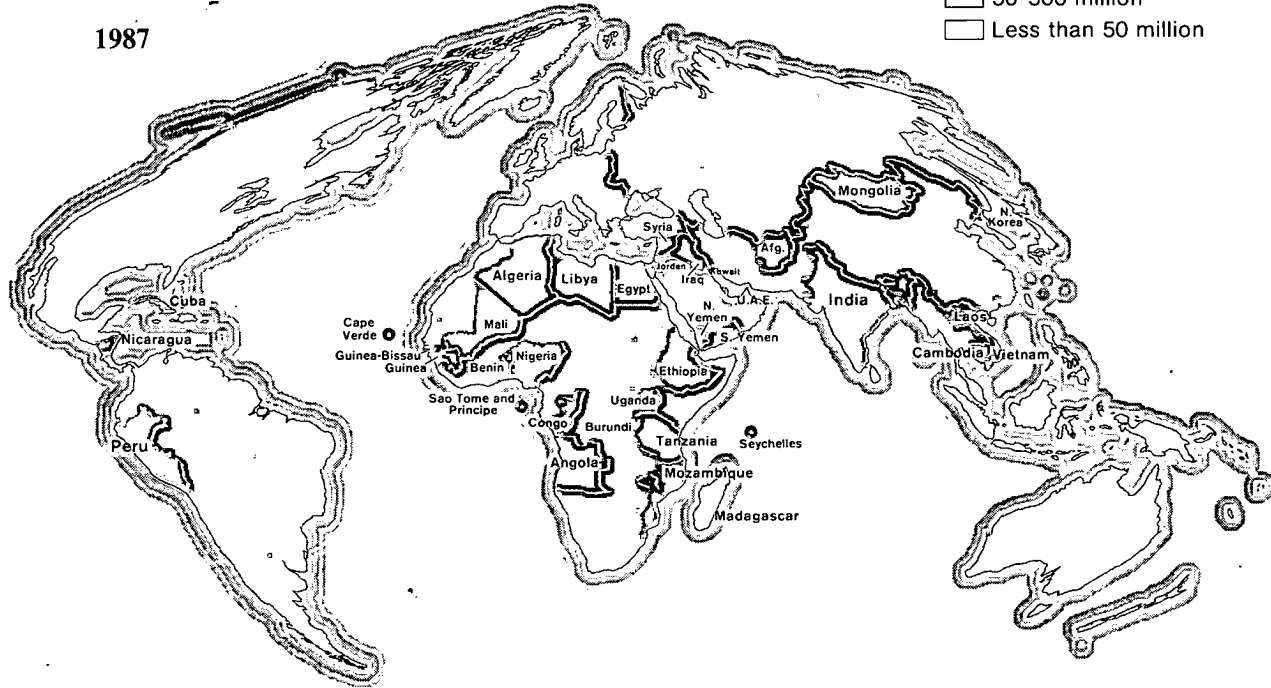 50-500 million
Less than 50 million
1987
Mongolia
N.
Korea
Syria
Afg.
Jordan
Iraq
Kuwait
Algeria
Libya
Egypt
U.A.E.
India
Cuba
N.
Yemen
S. Yemen
Laos
Cape
Verde
Mali
Nicaragua
Guinea-Bissau
Guinea
Benin
Nigeria
Ethiopia
Cambodia
Vietnam
Sao Tome and
Principe
Uganda
Congo
Burundi
Peru
Tanzania
Seychelles
Angola
Mozambique
Madagascar